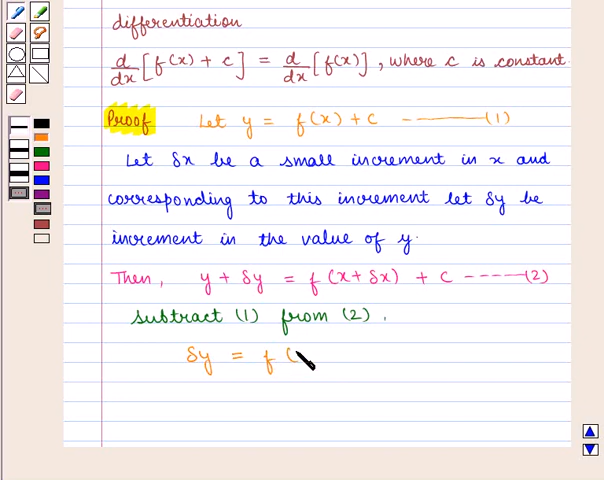 differentiation
d/dx [f(x) + c] = d/dx [f(x)], where c is constant.
Proof Let y = f(x) + c ———(1)
Let δx be a small increment in x and
corresponding to this increment let δy be
increment in the value of y.
Then, y + δy = f(x + δx) + c -----——(2)
subtract (1) from (2).
δy = f (